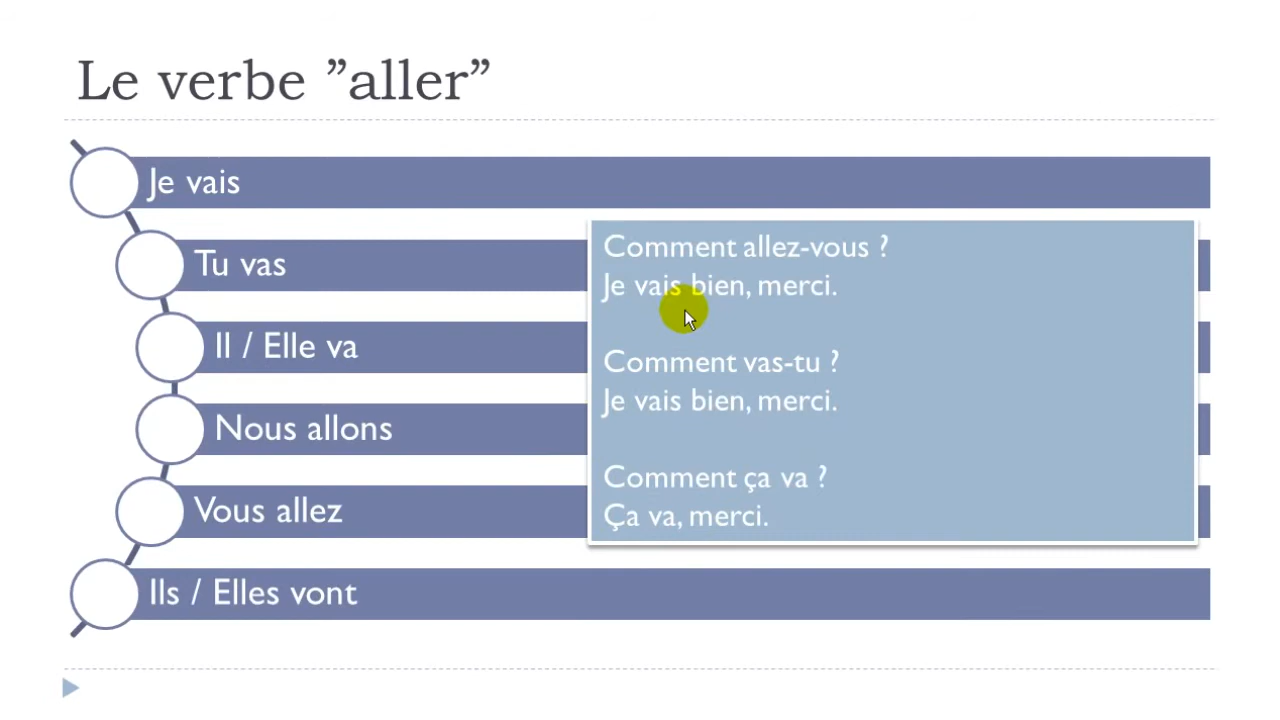 Le verbe ”aller”
Je vais
Tu vas
Il / Elle va
Nous allons
Vous allez
Ils / Elles vont
Comment allez-vous ?
Je vais bien, merci.
Comment vas-tu ?
Je vais bien, merci.
Comment ça va ?
Ça va, merci.